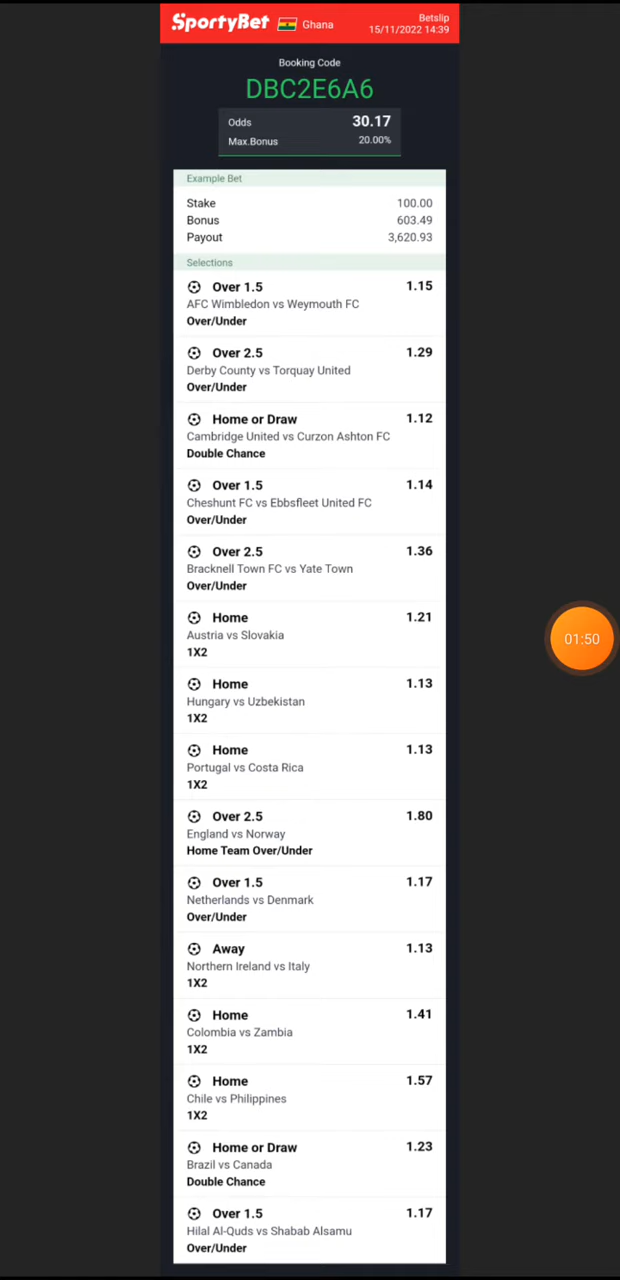 SportyBet Ghana Betslip
15/11/2022 14:39
Booking Code
DBC2E6A6
Odds 30.17
Max.Bonus 20.00%
Example Bet
Stake 100.00
Bonus 603.49
Payout 3,620.93
Selections
Over 1.5 1.15
AFC Wimbledon vs Weymouth FC
Over/Under
Over 2.5 1.29
Derby County vs Torquay United
Over/Under
Home or Draw 1.12
Cambridge United vs Curzon Ashton FC
Double Chance
Over 1.5 1.14
Cheshunt FC vs Ebbsfleet United FC
Over/Under
Over 2.5 1.36
Bracknell Town FC vs Yate Town
Over/Under
Home 1.21
Austria vs Slovakia
1X2
Home 1.13
Hungary vs Uzbekistan
1X2
Home 1.13
Portugal vs Costa Rica
1X2
Over 2.5 1.80
England vs Norway
Home Team Over/Under
Over 1.5 1.17
Netherlands vs Denmark
Over/Under
Away 1.13
Northern Ireland vs Italy
1X2
Home 1.41
Colombia vs Zambia
1X2
Home 1.57
Chile vs Philippines
1X2
Home or Draw 1.23
Brazil vs Canada
Double Chance
Over 1.5 1.17
Hilal Al-Quds vs Shabab Alsamu
Over/Under
01:50